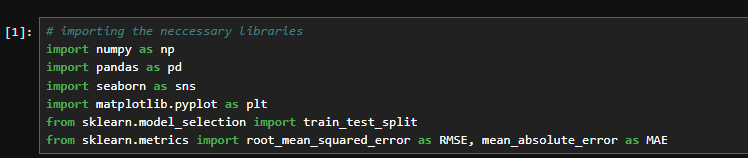 [1]: # importing the neccessary libraries
import numpy as np
import pandas as pd
import seaborn as sns
import matplotlib.pyplot as plt
from sklearn.model_selection import train_test_split
from sklearn.metrics import root_mean_squared_error as RMSE, mean_absolute_error as MAE